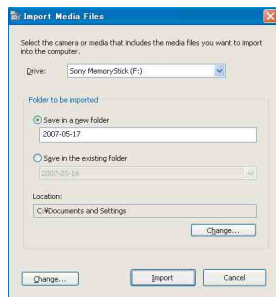 Import Media Files
Select the camera or media that includes the media files you want to import
into the computer.
Drive:
Sony MemoryStick (F:)
Folder to be imported
Save in a new folder
2007-05-17
Save in the existing folder
2007-05-16
Location:
C:¥Documents and Settings
Change...
Change...
Import
Cancel